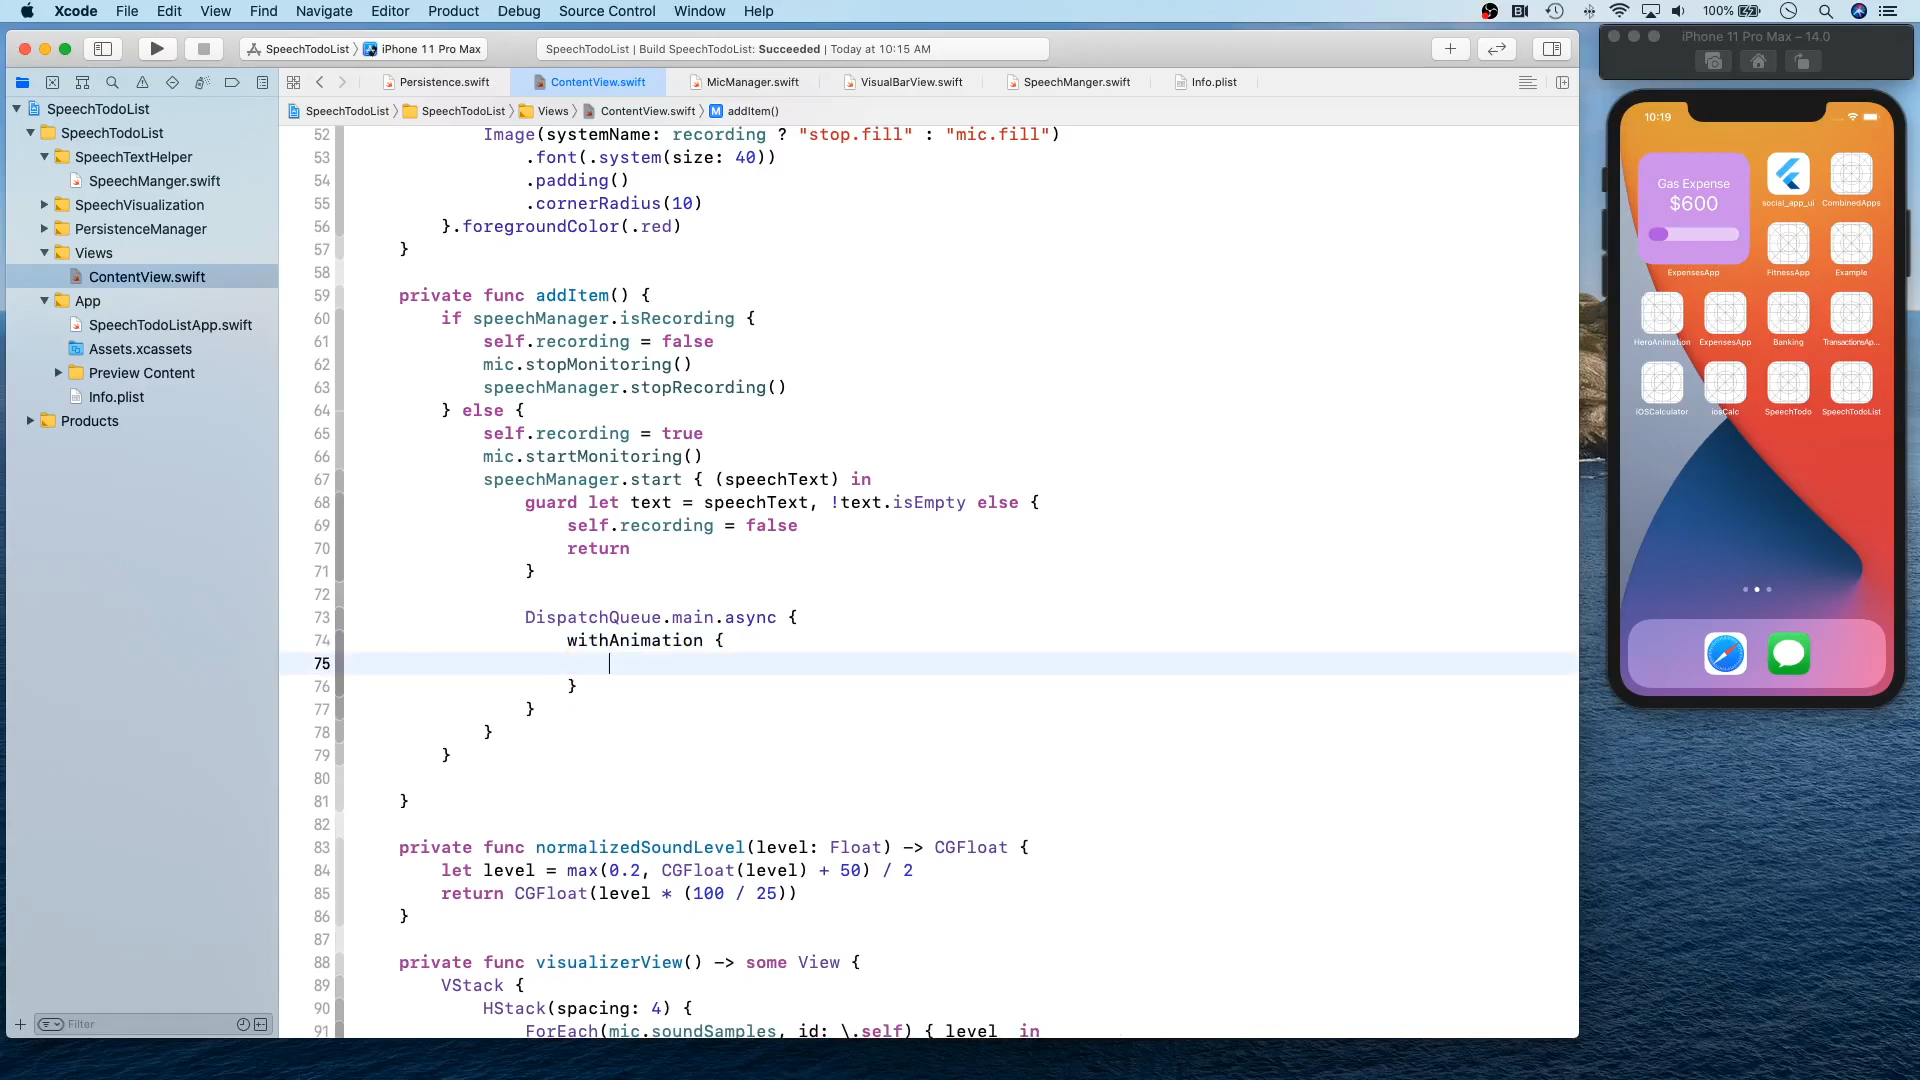 Xcode File Edit View Find Navigate Editor Product Debug Source Control Window Help 100%
SpeechTodoList iPhone 11 Pro Max SpeechTodoList | Build SpeechTodoList: Succeeded | Today at 10:15 AM
iPhone 11 Pro Max – 14.0
Persistence.swift ContentView.swift MicManager.swift VisualBarView.swift SpeechManger.swift Info.plist
SpeechTodoList SpeechTodoList Views ContentView.swift M addItem()
SpeechTodoList
SpeechTodoList
SpeechTextHelper
SpeechManger.swift
SpeechVisualization
PersistenceManager
Views
ContentView.swift
App
SpeechTodoListApp.swift
Assets.xcassets
Preview Content
Info.plist
Products
Filter
52 Image(systemName: recording ? "stop.fill" : "mic.fill")
53 .font(.system(size: 40))
54 .padding()
55 .cornerRadius(10)
56 }.foregroundColor(.red)
57 }
58
59 private func addItem() {
60 if speechManager.isRecording {
61 self.recording = false
62 mic.stopMonitoring()
63 speechManager.stopRecording()
64 } else {
65 self.recording = true
66 mic.startMonitoring()
67 speechManager.start { (speechText) in
68 guard let text = speechText, !text.isEmpty else {
69 self.recording = false
70 return
71 }
72
73 DispatchQueue.main.async {
74 withAnimation {
75
76 }
77 }
78 }
79 }
80
81 }
82
83 private func normalizedSoundLevel(level: Float) -> CGFloat {
84 let level = max(0.2, CGFloat(level) + 50) / 2
85 return CGFloat(level * (100 / 25))
86 }
87
88 private func visualizerView() -> some View {
89 VStack {
90 HStack(spacing: 4) {
91 ForEach(mic.soundSamples, id: \.self) { level in
10:19
Gas Expense
$600
ExpensesApp
social_app_ui CombinedApps
FitnessApp Example
HeroAnimation ExpensesApp Banking TransactionsAp...
iOSCalculator iosCalc SpeechTodo SpeechTodoList